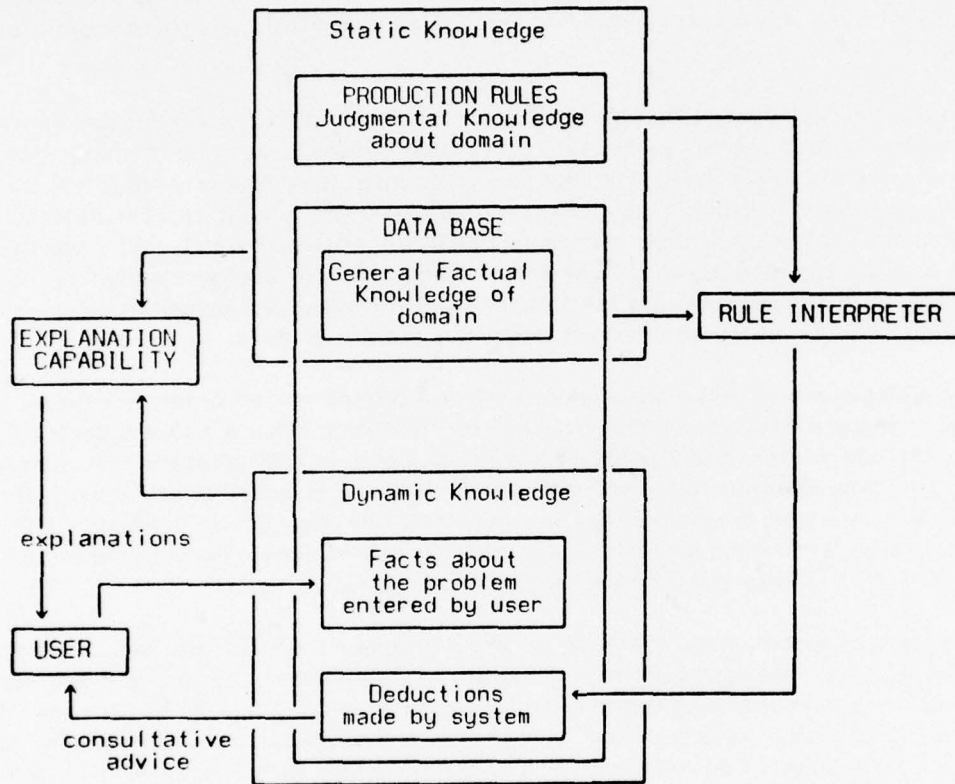 Static Knowledge
PRODUCTION RULES
Judgmental Knowledge
about domain
DATA BASE
General Factual
Knowledge of
domain
RULE INTERPRETER
EXPLANATION
CAPABILITY
Dynamic Knowledge
explanations
Facts about
the problem
entered by user
USER
Deductions
made by system
consultative
advice